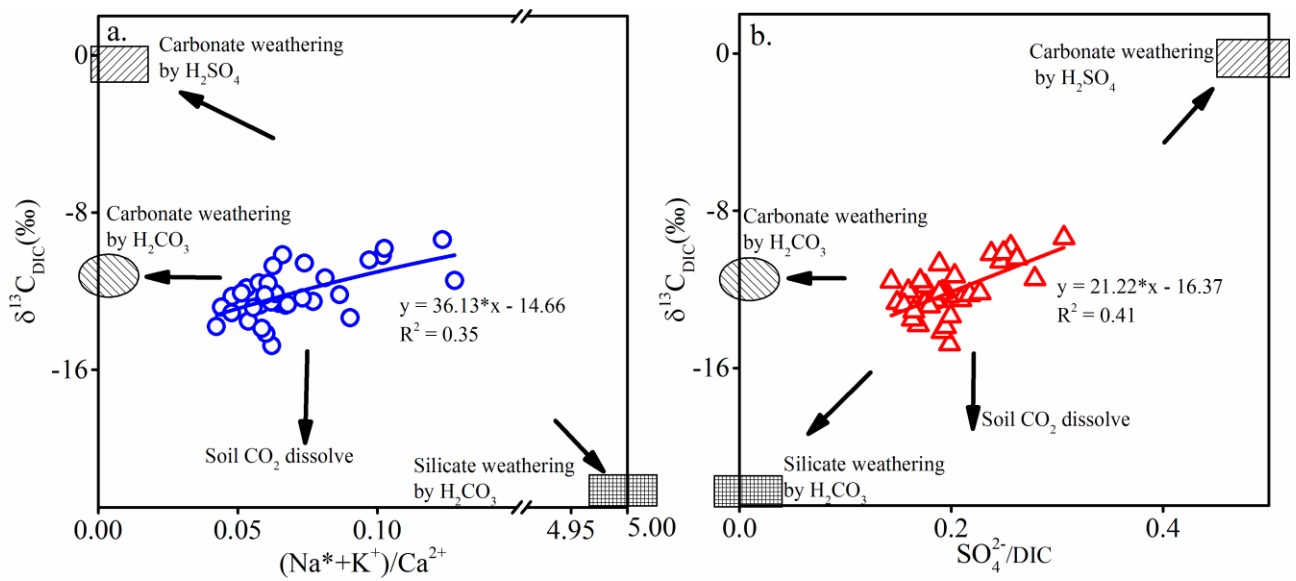 a.
0
-8
-16
δ¹³C_DIC(‰)
Carbonate weathering
by H₂SO₄
Carbonate weathering
by H₂CO₃
y = 36.13*x - 14.66
R² = 0.35
Soil CO₂ dissolve
Silicate weathering
by H₂CO₃
0.00
0.05
0.10
4.95
5.00
(Na*+K⁺)/Ca²⁺
b.
0
-8
-16
δ¹³C_DIC(‰)
Carbonate weathering
by H₂SO₄
Carbonate weathering
by H₂CO₃
y = 21.22*x - 16.37
R² = 0.41
Soil CO₂ dissolve
Silicate weathering
by H₂CO₃
0.0
0.2
0.4
SO₄²⁻/DIC